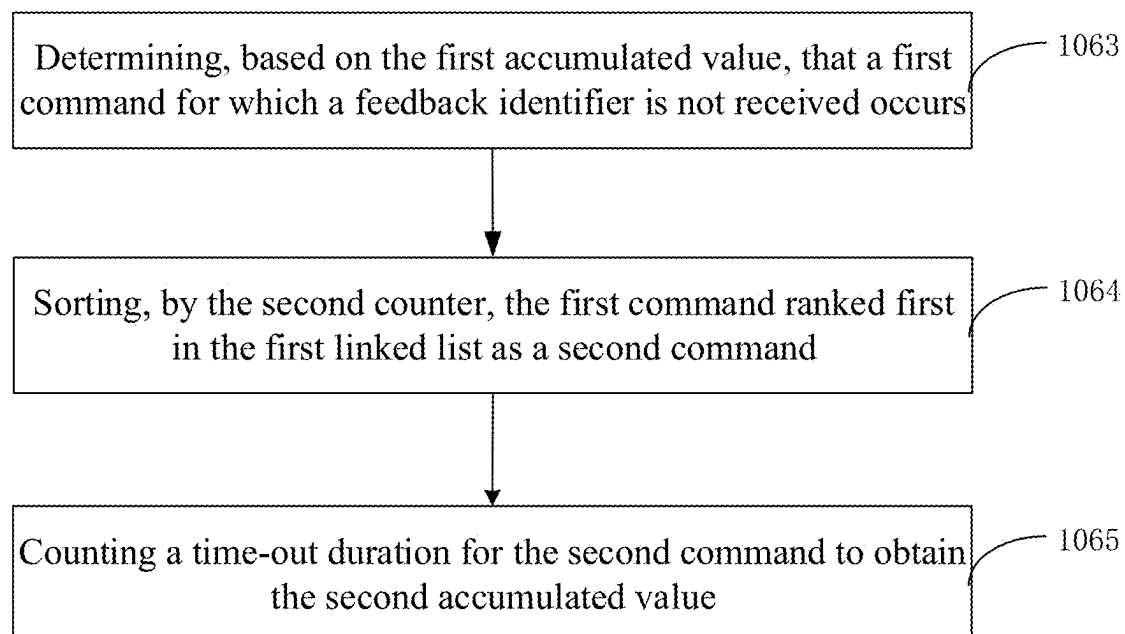 Determining, based on the first accumulated value, that a first
command for which a feedback identifier is not received occurs
1063
Sorting, by the second counter, the first command ranked first
in the first linked list as a second command
1064
Counting a time-out duration for the second command to obtain
the second accumulated value
1065